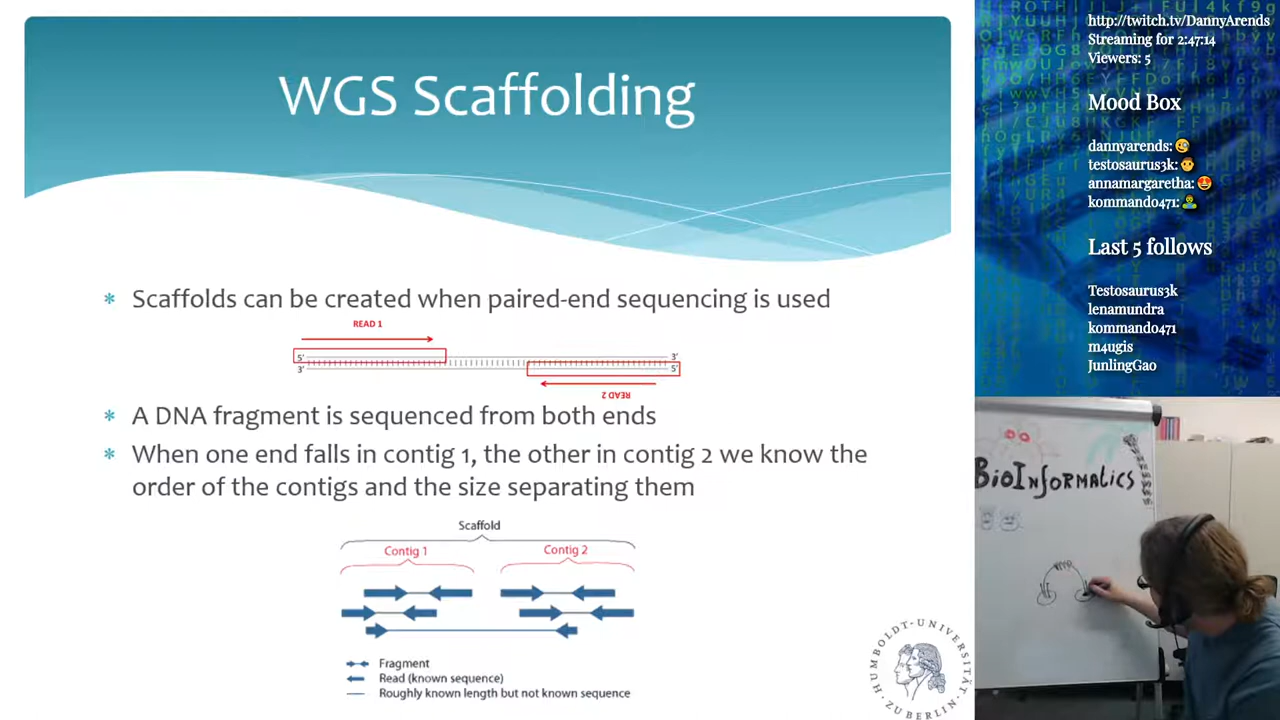 WGS Scaffolding
* Scaffolds can be created when paired-end sequencing is used
READ 1
5' 3'
3' 5'
READ 2
* A DNA fragment is sequenced from both ends
* When one end falls in contig 1, the other in contig 2 we know the
order of the contigs and the size separating them
Scaffold
Contig 1 Contig 2
Fragment
Read (known sequence)
Roughly known length but not known sequence
HUMBOLDT-UNIVERSITÄT
ZU BERLIN
http://twitch.tv/DannyArends
Streaming for 2:47:14
Viewers: 5
Mood Box
dannyarends:
testosaurus3k:
annamargaretha:
kommando471:
Last 5 follows
Testosaurus3k
lenamundra
kommando471
m4ugis
JunlingGao
BioInformatics